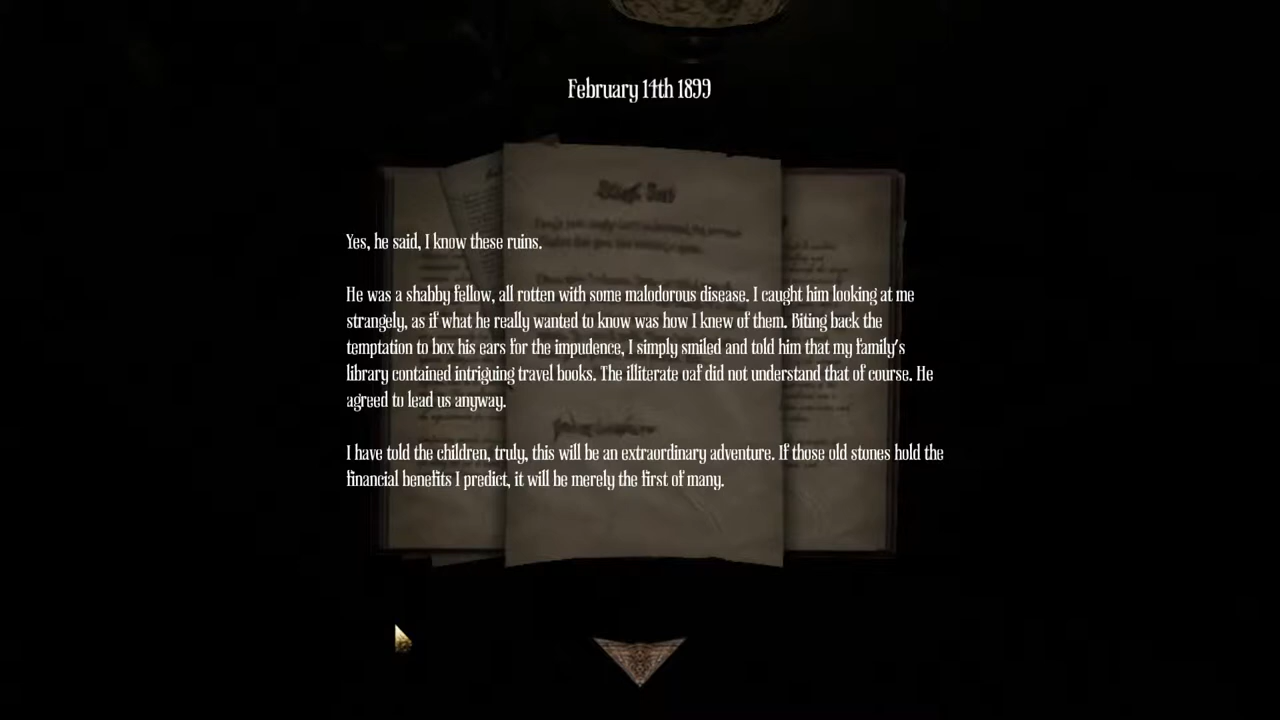 February 14th 1899
Yes, he said, I know these ruins.
He was a shabby fellow, all rotten with some malodorous disease. I caught him looking at me
strangely, as if what he really wanted to know was how I knew of them. Biting back the
temptation to box his ears for the impudence, I simply smiled and told him that my family's
library contained intriguing travel books. The illiterate oaf did not understand that of course. He
agreed to lead us anyway.
I have told the children, truly, this will be an extraordinary adventure. If those old stones hold the
financial benefits I predict, it will be merely the first of many.